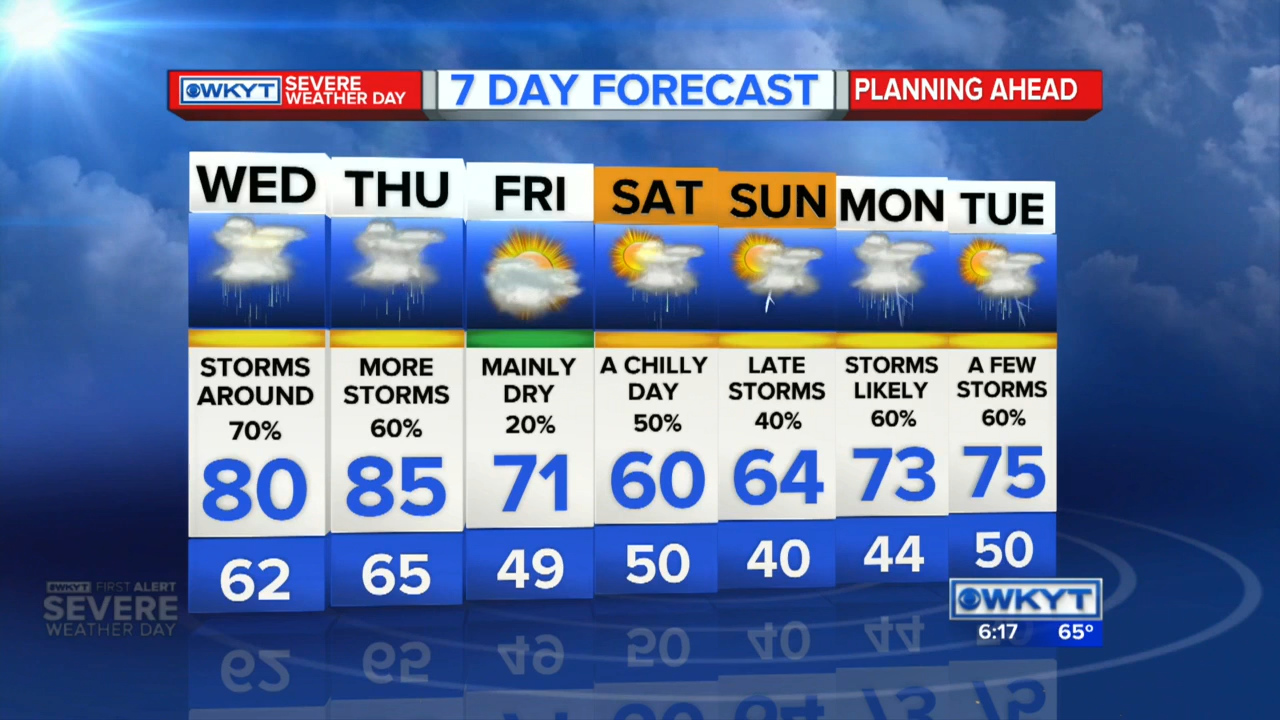 WKYT SEVERE WEATHER DAY
7 DAY FORECAST
PLANNING AHEAD
WED
STORMS
AROUND
70%
80
62
THU
MORE
STORMS
60%
85
65
FRI
MAINLY
DRY
20%
71
49
SAT
A CHILLY
DAY
50%
60
50
SUN
LATE
STORMS
40%
64
40
MON
STORMS
LIKELY
60%
73
44
TUE
A FEW
STORMS
60%
75
50
WKYT FIRST ALERT
SEVERE
WEATHER DAY
WKYT
6:17 65°